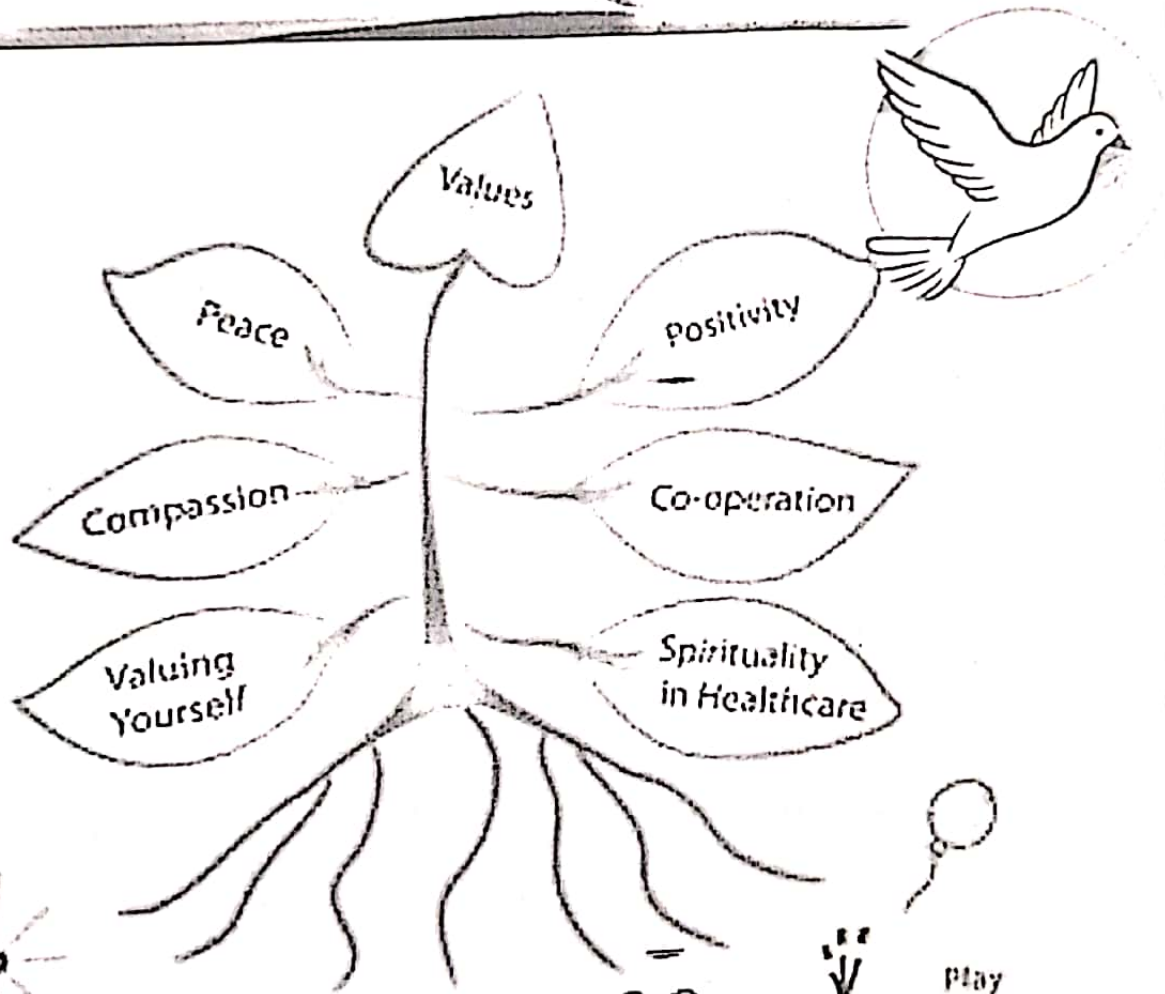 Values
Peace
Positivity
Compassion
Co-operation
Valuing
Yourself
Spirituality
in Healthcare
Play